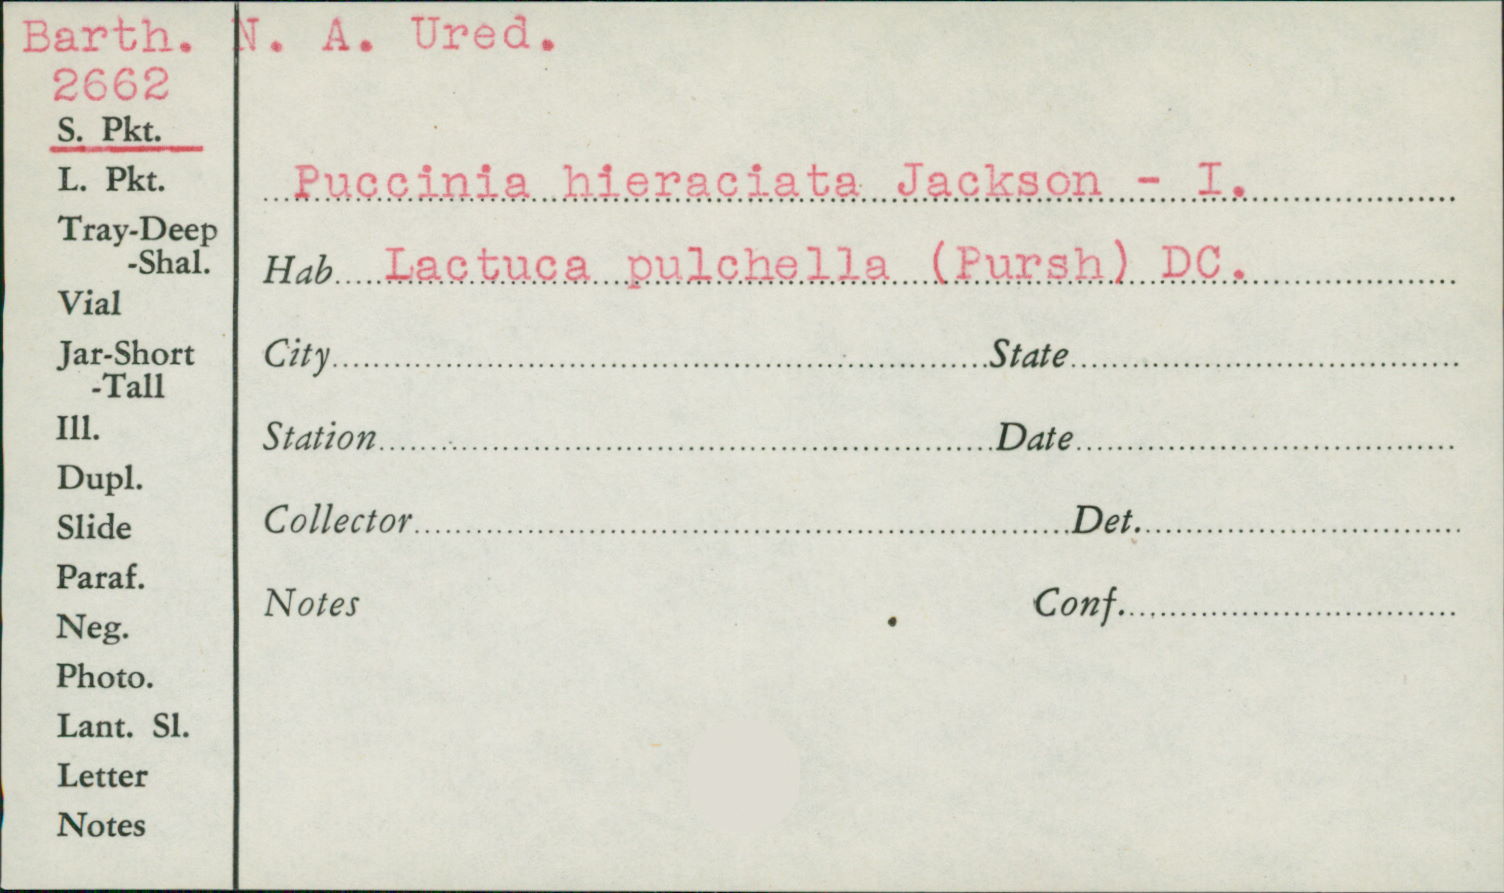 Barth. N. A. Ured.
2662
S. Pkt.
L. Pkt.
Tray-Deep
-Shal.
Vial
Jar-Short
-Tall
Ill.
Dupl.
Slide
Paraf.
Neg.
Photo.
Lant. Sl.
Letter
Notes
Puccinia hieraciata Jackson - I.
Hab. Lactuca pulchella (Pursh) DC.
City State
Station Date
Collector Det.
Notes Conf.